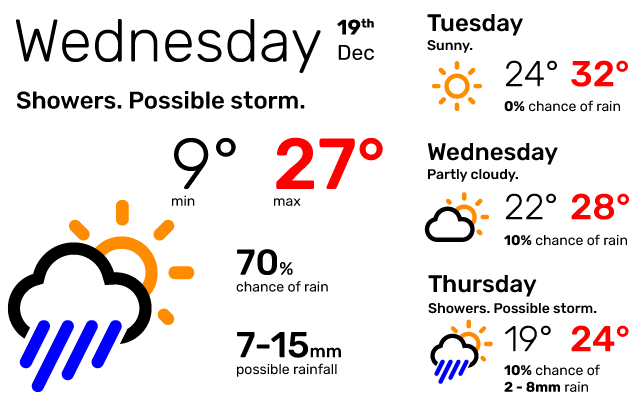 Wednesday
19th
Dec
Showers. Possible storm.
9° 27°
min max
70%
chance of rain
7-15mm
possible rainfall
Tuesday
Sunny.
24° 32°
0% chance of rain
Wednesday
Partly cloudy.
22° 28°
10% chance of rain
Thursday
Showers. Possible storm.
19° 24°
10% chance of
2 - 8mm rain